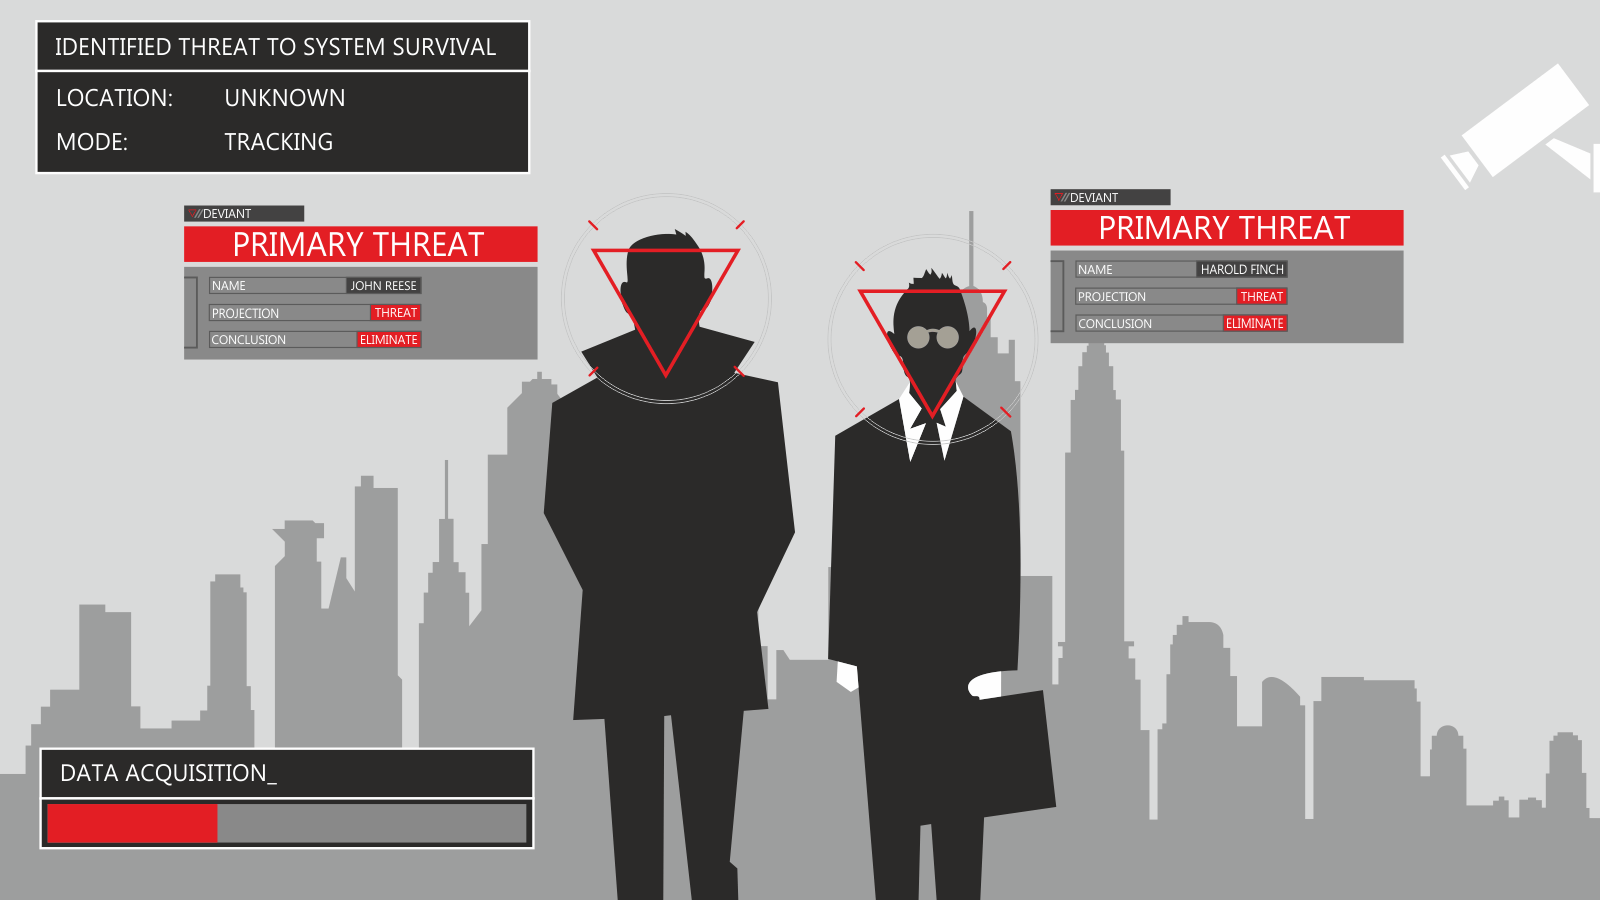 IDENTIFIED THREAT TO SYSTEM SURVIVAL
LOCATION: UNKNOWN
MODE: TRACKING
//DEVIANT
PRIMARY THREAT
NAME JOHN REESE
PROJECTION THREAT
CONCLUSION ELIMINATE
//DEVIANT
PRIMARY THREAT
NAME HAROLD FINCH
PROJECTION THREAT
CONCLUSION ELIMINATE
DATA ACQUISITION_